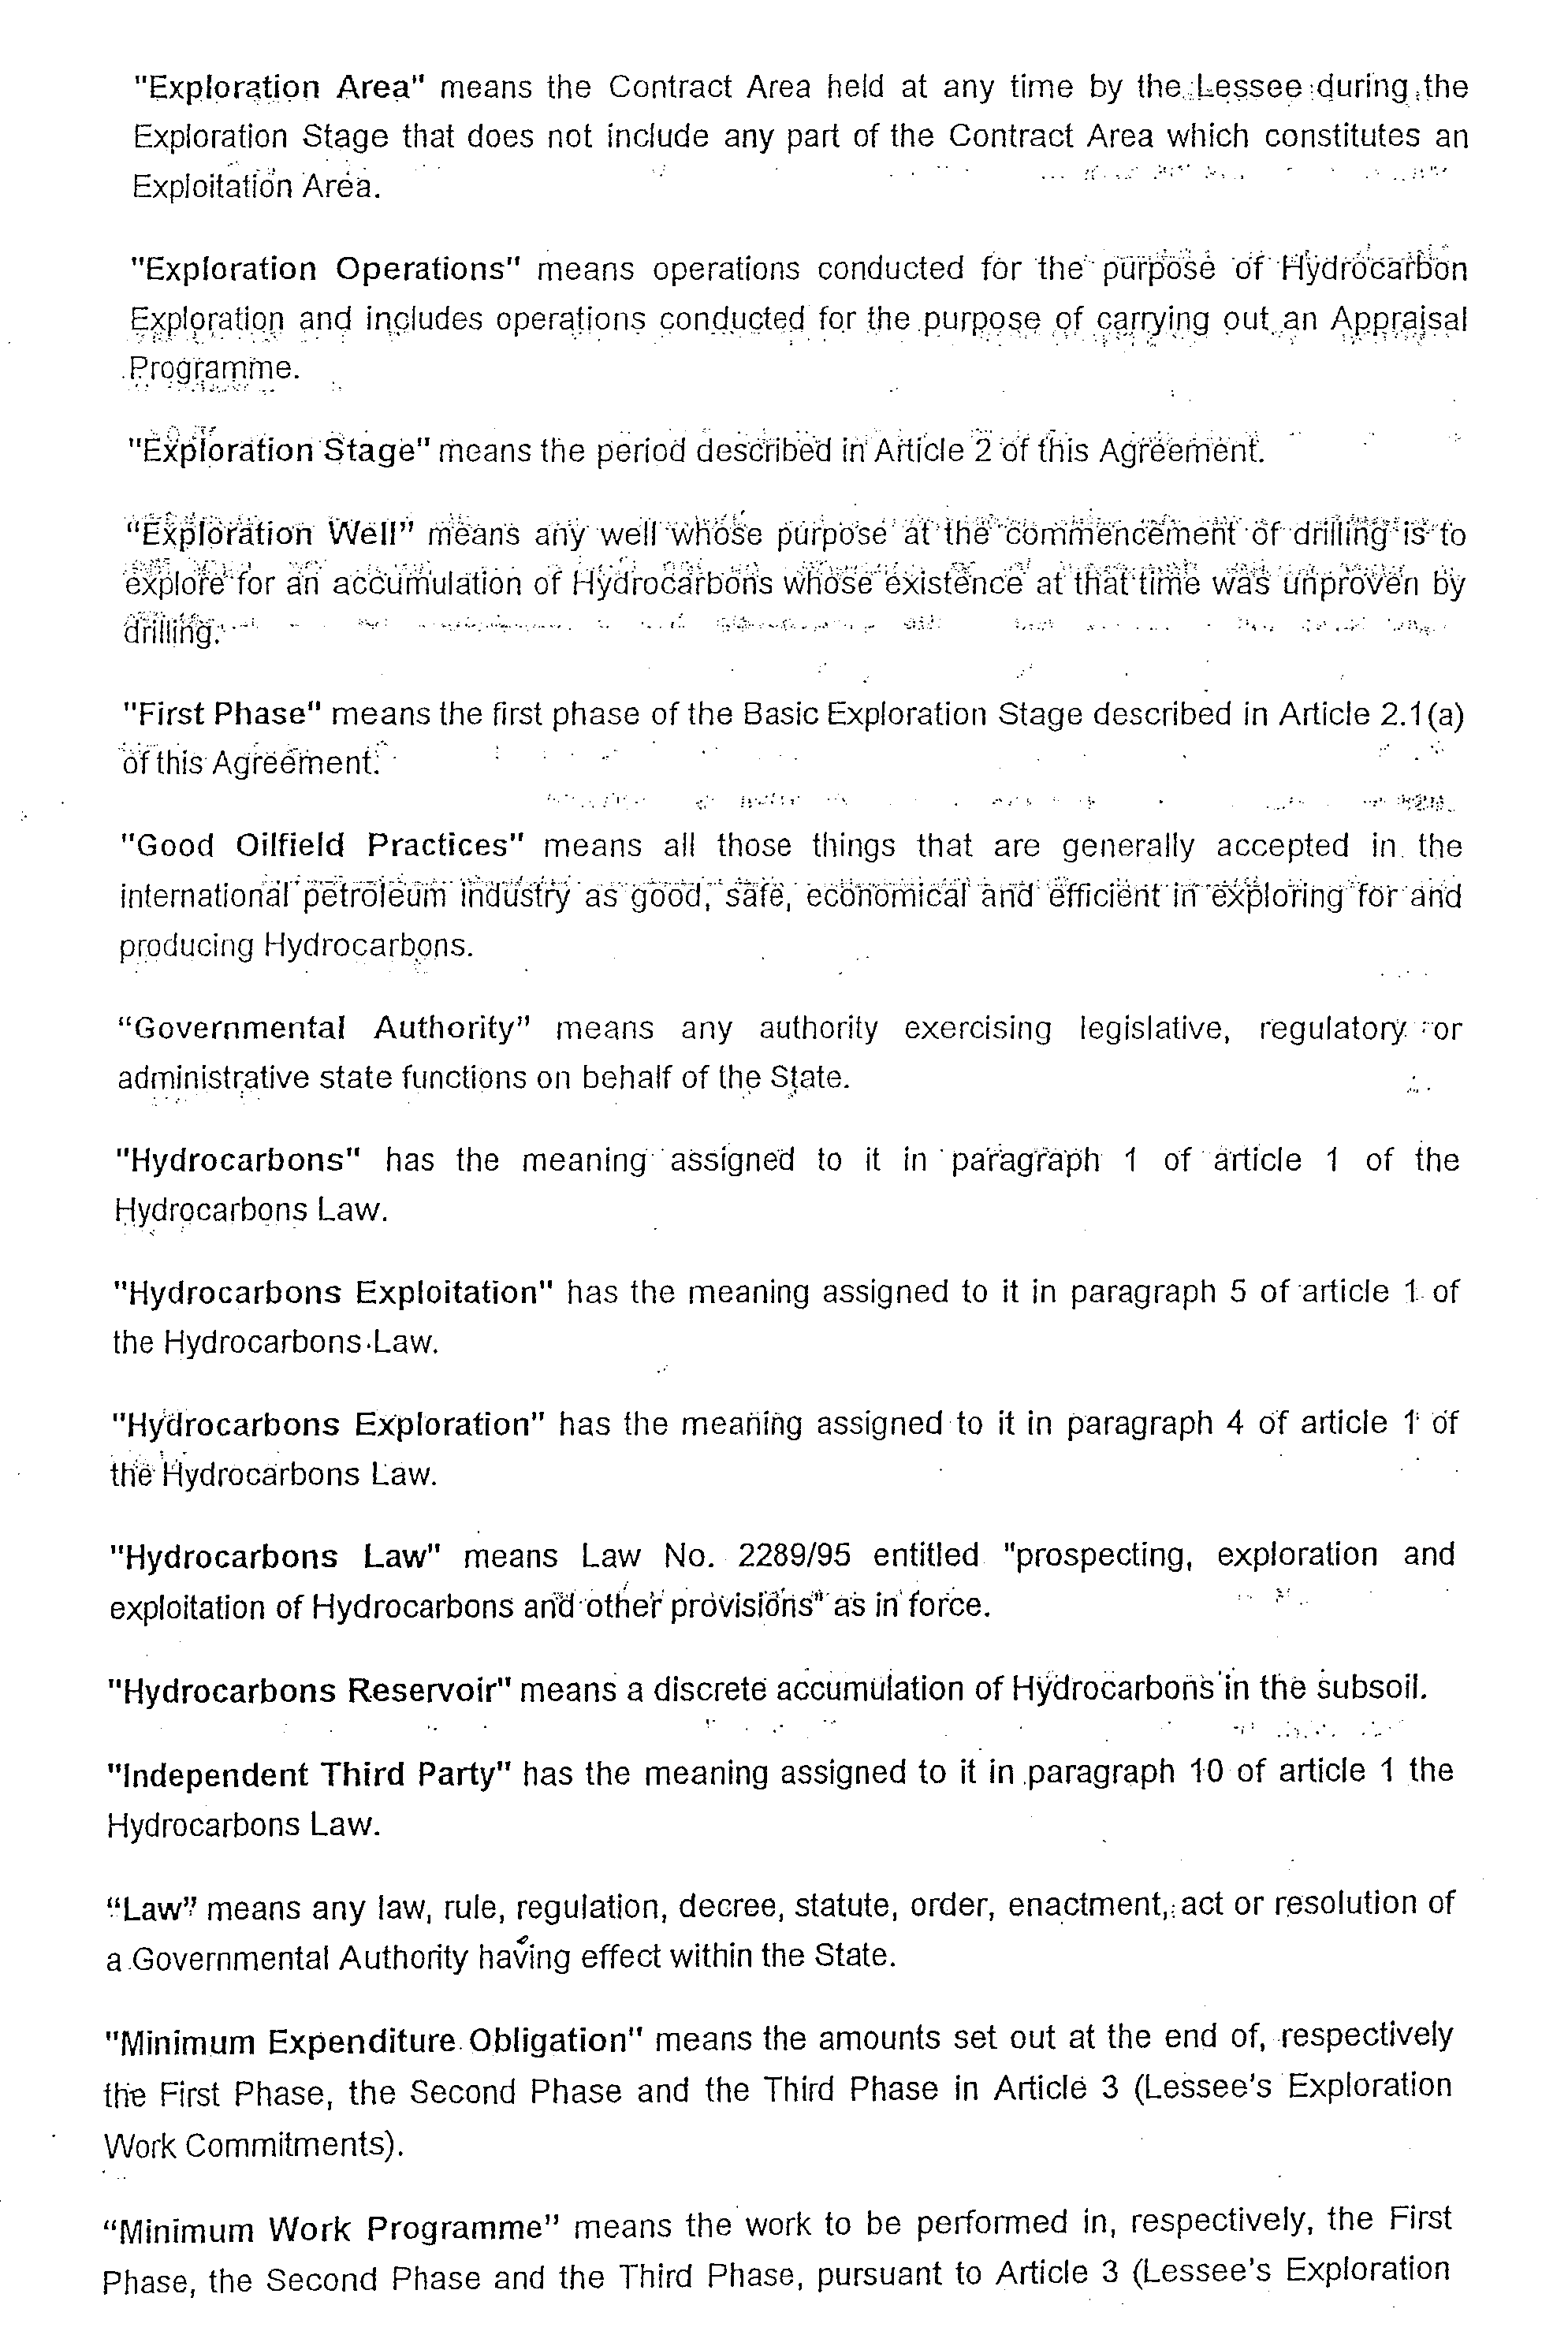 "Exploration Area" means the Contract Area held at any time by the Lessee during the
Exploration Stage that does not include any part of the Contract Area which constitutes an
Exploitation Area.
"Exploration Operations" means operations conducted for the purpose of Hydrocarbon
Exploration and includes operations conducted for the purpose of carrying out an Appraisal
Programme.
"Exploration Stage" means the period described in Article 2 of this Agreement.
“Exploration Well” means any well whose purpose at the commencement of drilling is to
explore for an accumulation of Hydrocarbons whose existence at that time was unproven by
drilling.
"First Phase" means the first phase of the Basic Exploration Stage described in Article 2.1(a)
of this Agreement.
"Good Oilfield Practices" means all those things that are generally accepted in the
international petroleum industry as good, safe, economical and efficient in exploring for and
producing Hydrocarbons.
“Governmental Authority” means any authority exercising legislative, regulatory or
administrative state functions on behalf of the State.
"Hydrocarbons" has the meaning assigned to it in paragraph 1 of article 1 of the
Hydrocarbons Law.
"Hydrocarbons Exploitation" has the meaning assigned to it in paragraph 5 of article 1 of
the Hydrocarbons Law.
"Hydrocarbons Exploration" has the meaning assigned to it in paragraph 4 of article 1 of
the Hydrocarbons Law.
"Hydrocarbons Law" means Law No. 2289/95 entitled "prospecting, exploration and
exploitation of Hydrocarbons and other provisions" as in force.
"Hydrocarbons Reservoir" means a discrete accumulation of Hydrocarbons in the subsoil.
"Independent Third Party" has the meaning assigned to it in paragraph 10 of article 1 the
Hydrocarbons Law.
“Law” means any law, rule, regulation, decree, statute, order, enactment, act or resolution of
a Governmental Authority having effect within the State.
"Minimum Expenditure Obligation" means the amounts set out at the end of, respectively
the First Phase, the Second Phase and the Third Phase in Article 3 (Lessee's Exploration
Work Commitments).
“Minimum Work Programme” means the work to be performed in, respectively, the First
Phase, the Second Phase and the Third Phase, pursuant to Article 3 (Lessee's Exploration